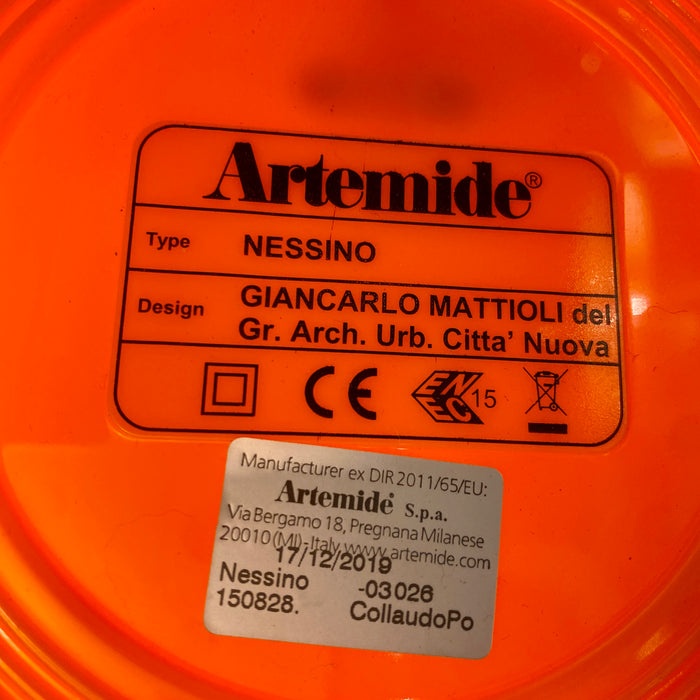 Artemide®
Type NESSINO
Design GIANCARLO MATTIOLI del
Gr. Arch. Urb. Citta' Nuova
CE ENEC 15
Manufacturer ex DIR 2011/65/EU:
Artemide® S.p.a.
Via Bergamo 18, Pregnana Milanese
20010 (MI) - Italy www.artemide.com
17/12/2019
Nessino -03026
150828. CollaudoPo